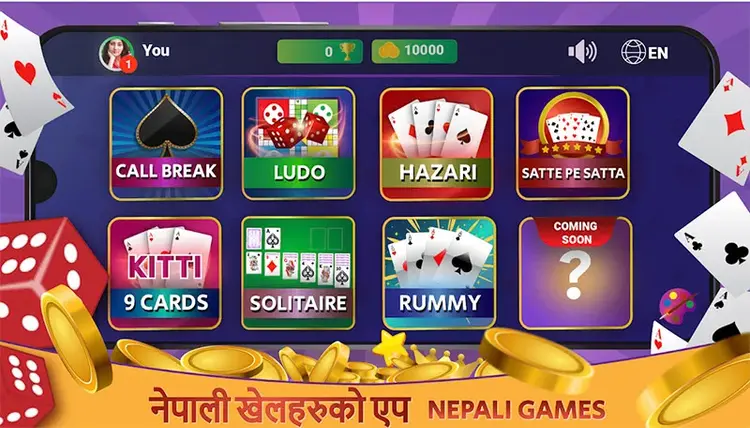 You
1
0
10000
EN
CALL BREAK
LUDO
HAZARI
SATTE PE SATTA
KITTI
9 CARDS
SOLITAIRE
RUMMY
COMING
SOON
?
नेपाली खेलहरुको एप NEPALI GAMES